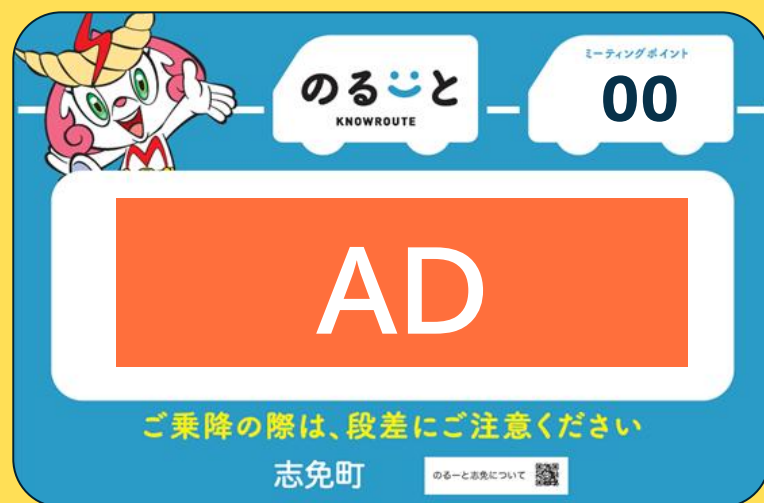 のるーと
KNOWROUTE
ミーティングポイント
00
AD
ご乗降の際は、段差にご注意ください
志免町
のるーと志免について